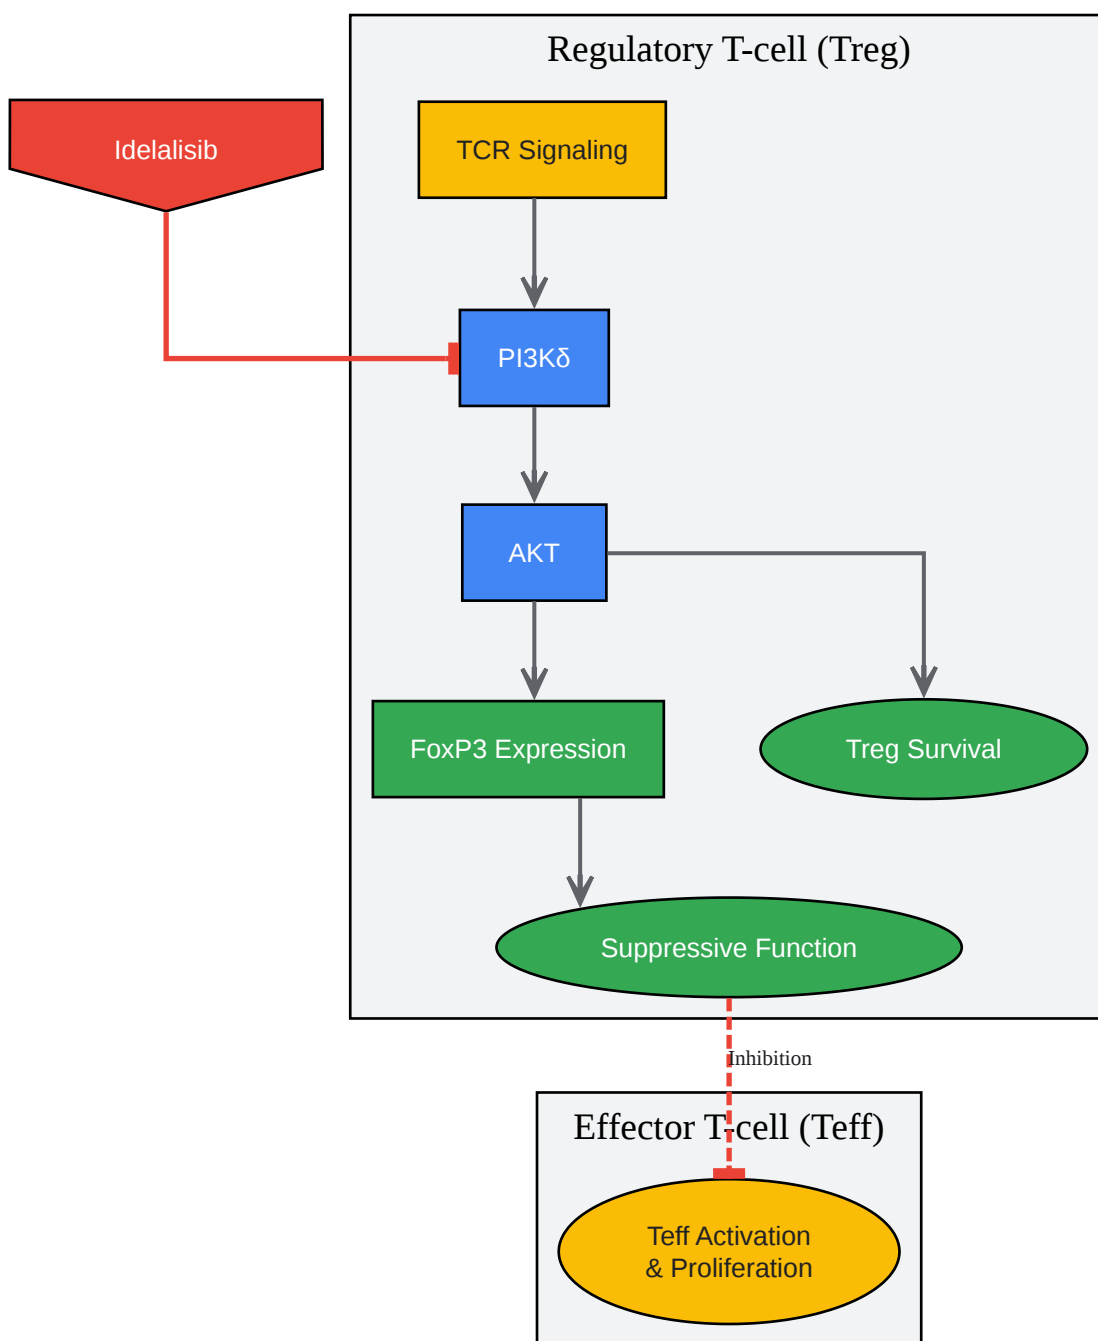 Regulatory T-cell (Treg)
Idelalisib
TCR Signaling
PI3Kδ
AKT
FoxP3 Expression
Treg Survival
Suppressive Function
Inhibition
Effector T-cell (Teff)
Teff Activation
& Proliferation